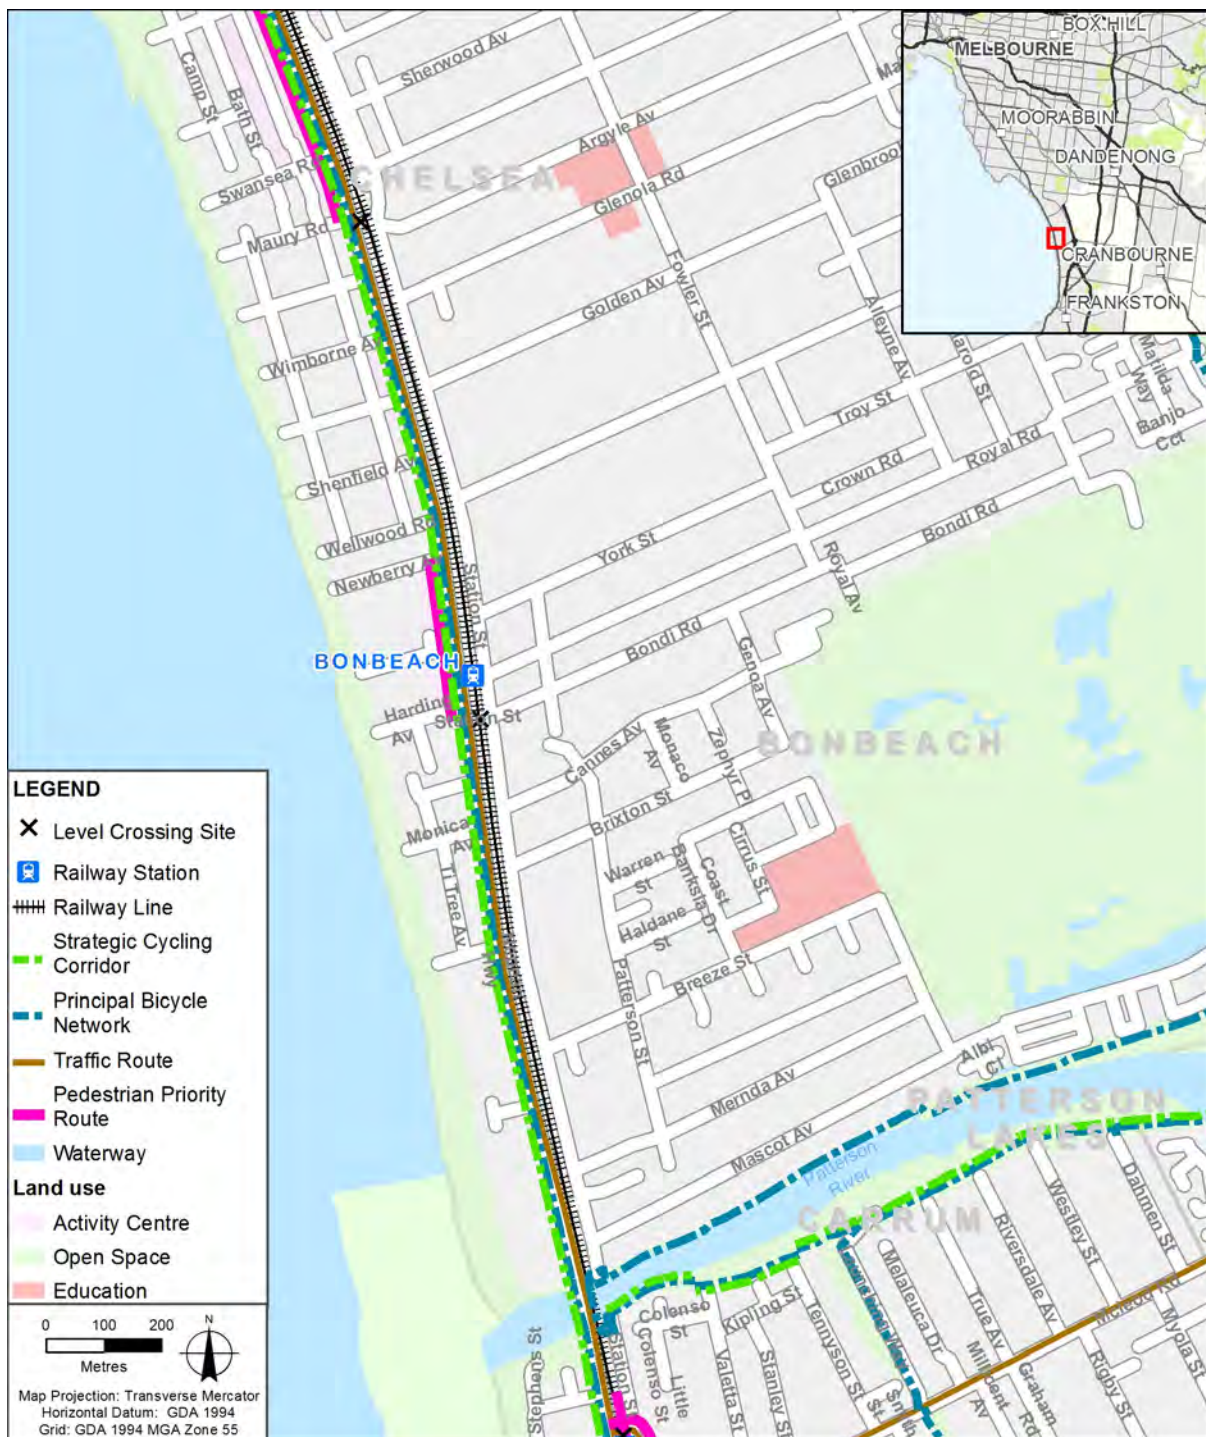 BOX HILL
MELBOURNE
MOORABBIN
DANDENONG
CRANBOURNE
FRANKSTON
Sherwood Av
Camp St
Bath St
Argyle Av
CHELSEA
Swansea Rd
Glenola Rd
Maury Rd
Fowler St
Golden Av
Alleyne Av
Wimborne Av
Matilda
Way
Troy St
Banjo
Cct
Royal Rd
Crown Rd
Shenfield Av
Bondi Rd
Wellwood Rd
York St
Newberry
Station St
Royal Av
BONBEACH
Bondi Rd
Genoa Av
Harding
Av
Station St
Cannes Av
Monaco
Av
Zephyr Pl
BONBEACH
Brixton St
Monica
Av
Warren
St
Cirrus St
Coast
Banksia Dr
Ti Tree Av
Haldane
St
Hwy
Breeze St
Patterson St
Albi
Ct
Mernda Av
PATTERSON
LAKES
Mascot Av
Patterson
River
CARRUM
Dahmen St
Westley St
Riversdale Av
Melaleuca Dr
True Av
Mcleod Rd
Colenso
St
Kipling St
Tennyson St
Myola St
Stephens St
Station St
Colenso St
Little
Valetta St
Stanley St
Smith
St
Millicent
Av
Graham
Rd
Rigby St
LEGEND
Level Crossing Site
Railway Station
Railway Line
Strategic Cycling
Corridor
Principal Bicycle
Network
Traffic Route
Pedestrian Priority
Route
Waterway
Land use
Activity Centre
Open Space
Education
0 100 200
Metres
N
Map Projection: Transverse Mercator
Horizontal Datum: GDA 1994
Grid: GDA 1994 MGA Zone 55